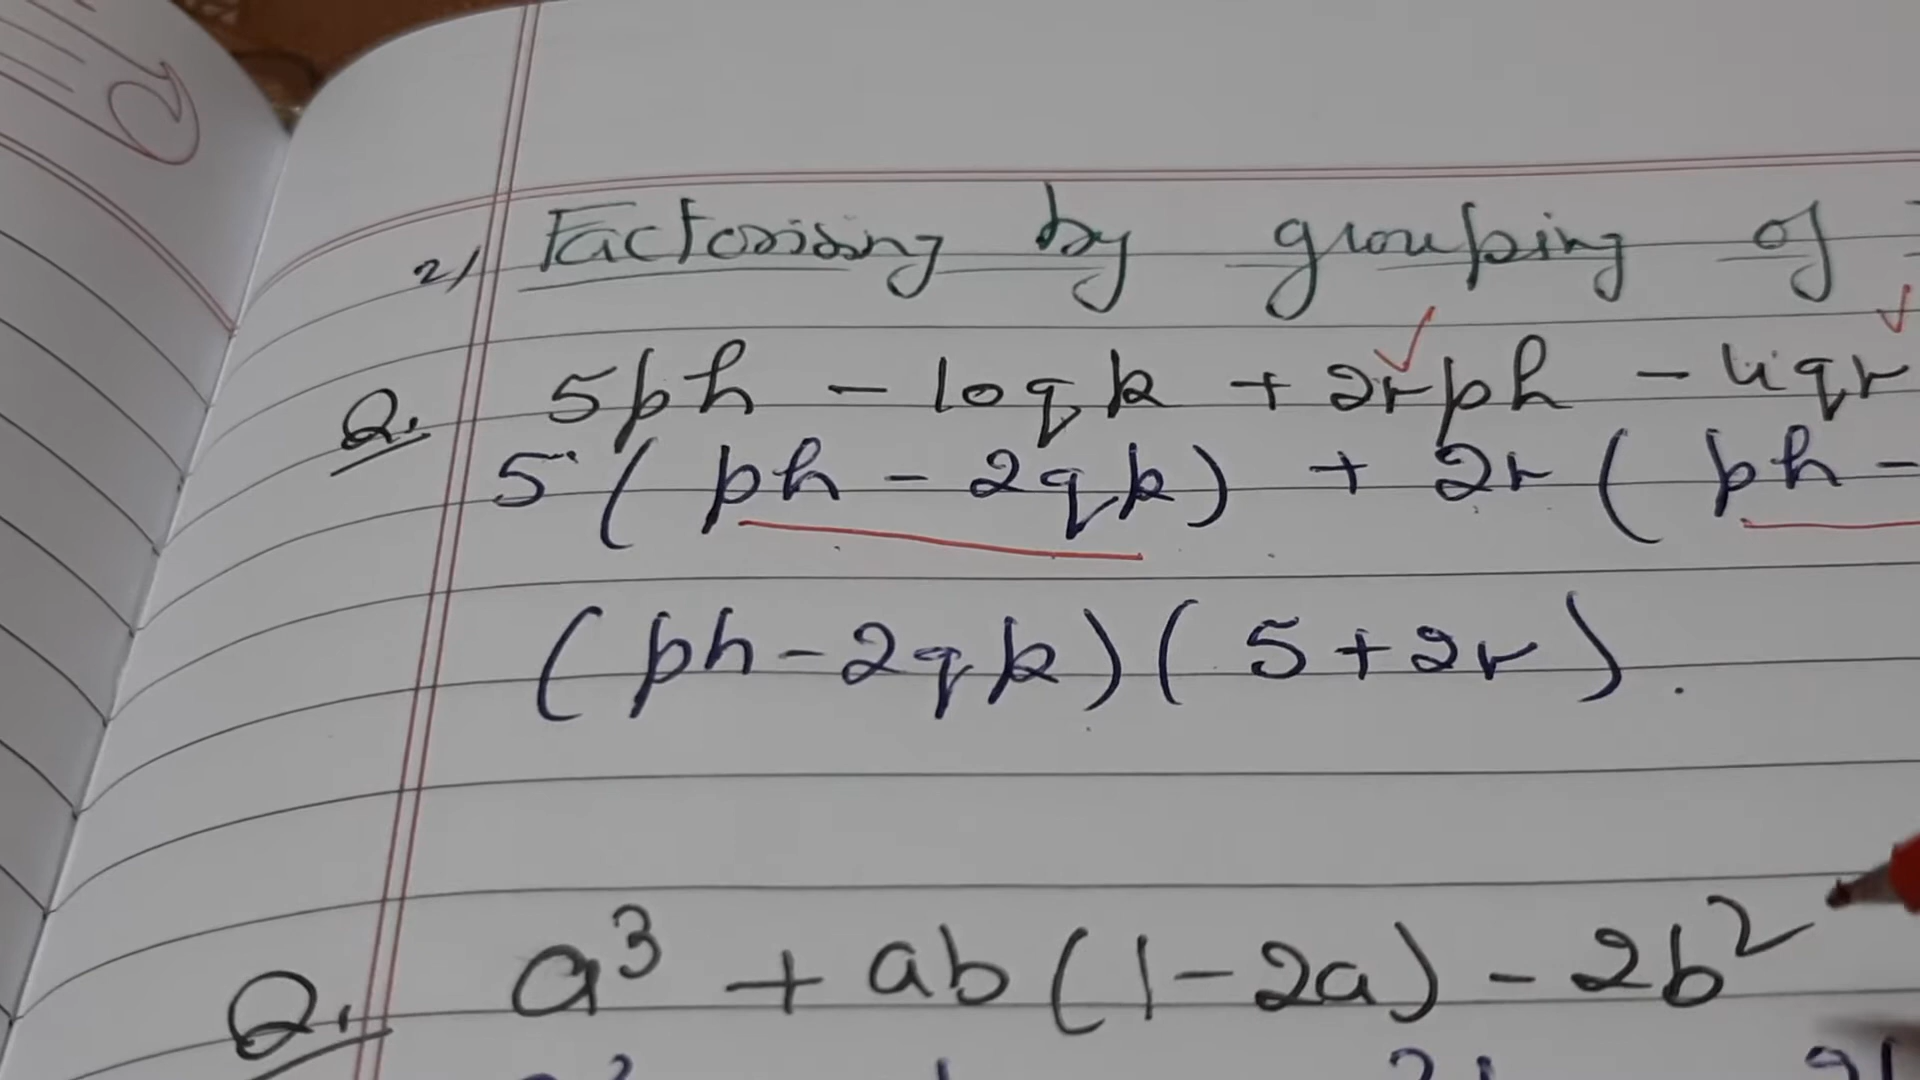 2) Factorising by grouping of
Q. 5ph - 10qk + 2rph - 4qr
5 ( ph - 2qk ) + 2r ( ph -
( ph - 2qk ) ( 5 + 2r ) .
Q. a³ + ab ( 1 - 2a ) - 2b²